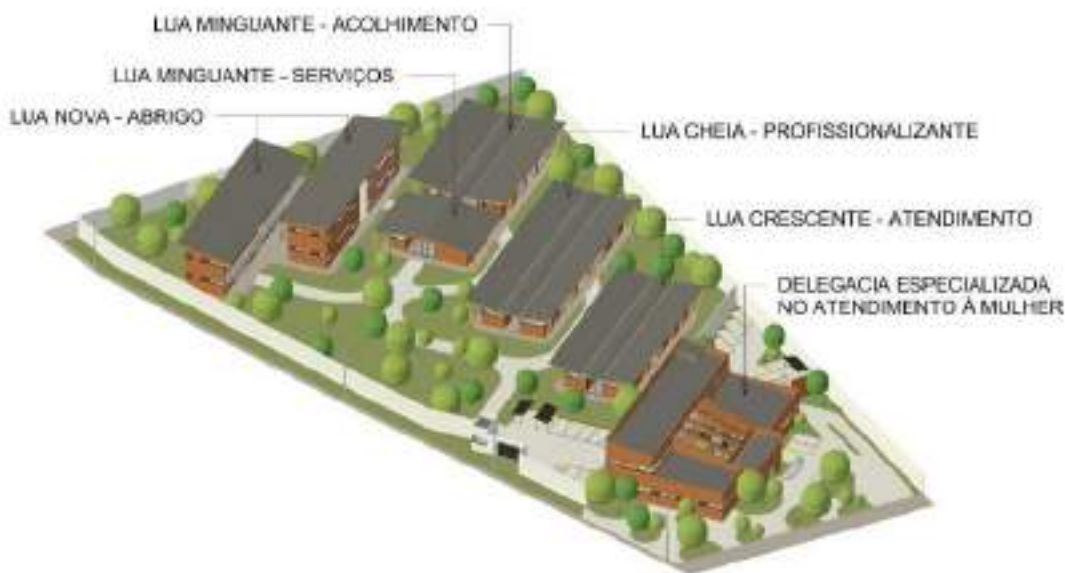 LUA MINGUANTE - ACOLHIMENTO
LUA MINGUANTE - SERVIÇOS
LUA NOVA - ABRIGO
LUA CHEIA - PROFISSIONALIZANTE
LUA CRESCENTE - ATENDIMENTO
DELEGACIA ESPECIALIZADA
NO ATENDIMENTO À MULHER